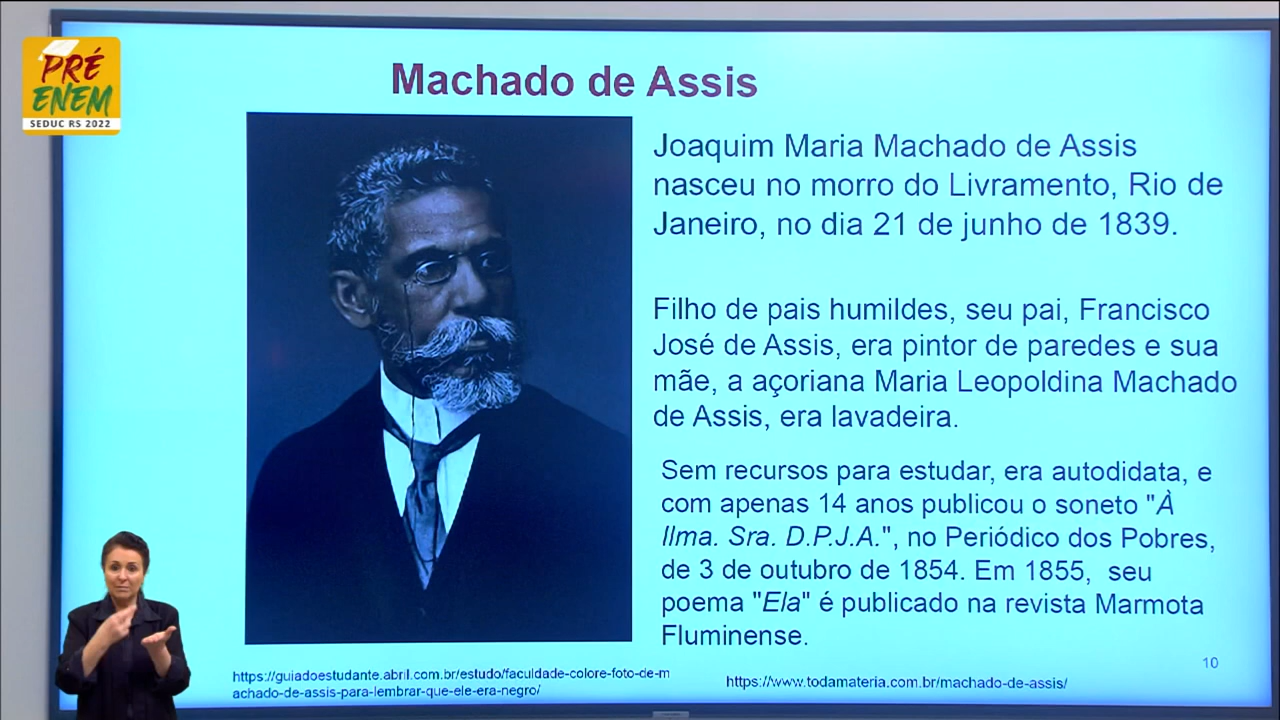 PRÉ
ENEM
SEDUC RS 2022
Machado de Assis
Joaquim Maria Machado de Assis
nasceu no morro do Livramento, Rio de
Janeiro, no dia 21 de junho de 1839.
Filho de pais humildes, seu pai, Francisco
José de Assis, era pintor de paredes e sua
mãe, a açoriana Maria Leopoldina Machado
de Assis, era lavadeira.
Sem recursos para estudar, era autodidata, e
com apenas 14 anos publicou o soneto "À
Ilma. Sra. D.P.J.A.", no Periódico dos Pobres,
de 3 de outubro de 1854. Em 1855, seu
poema "Ela" é publicado na revista Marmota
Fluminense.
10
https://guiadoestudante.abril.com.br/estudo/faculdade-colore-foto-de-m
achado-de-assis-para-lembrar-que-ele-era-negro/
https://www.todamateria.com.br/machado-de-assis/